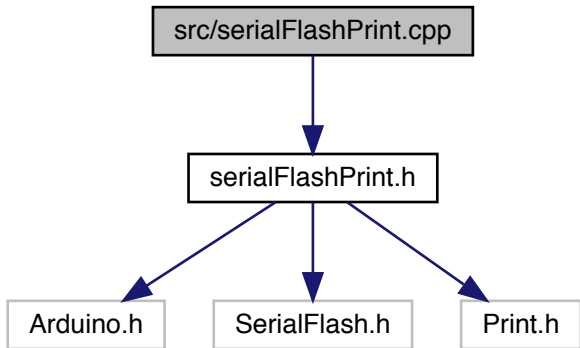 src/serialFlashPrint.cpp
serialFlashPrint.h
Arduino.h
SerialFlash.h
Print.h